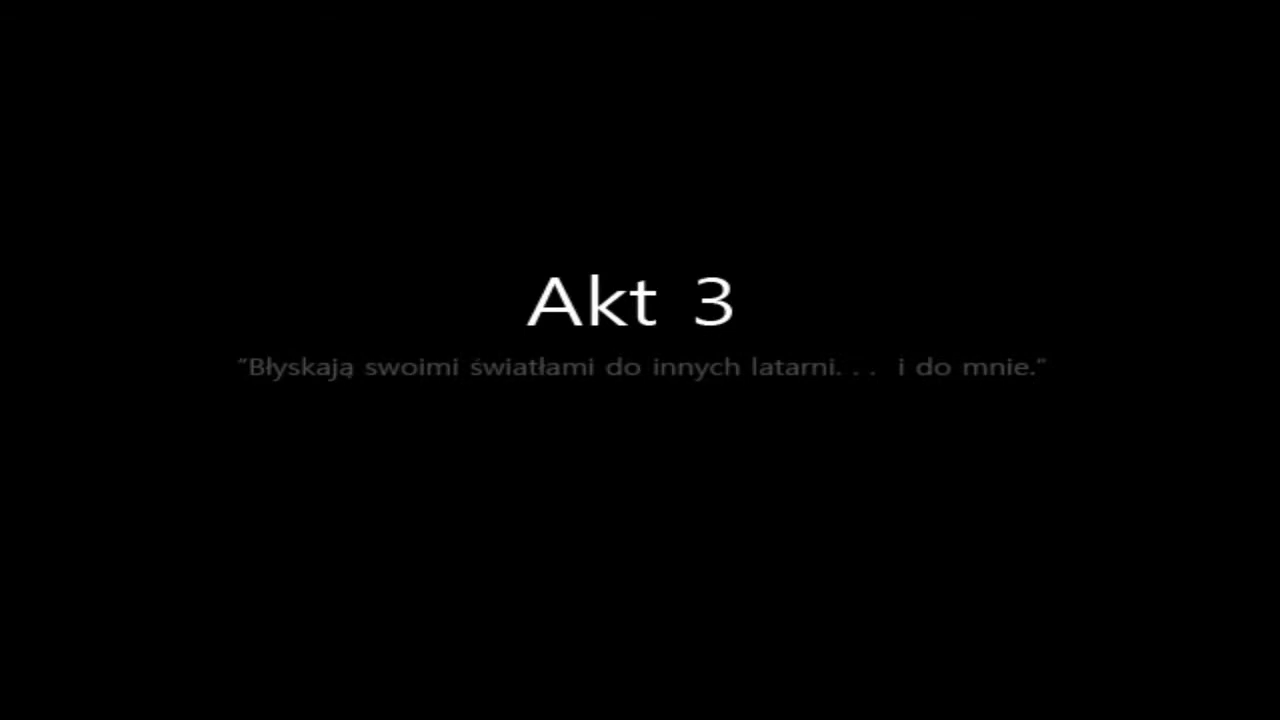 Akt 3
"Błyskają swoimi światłami do innych latarni. . .  i do mnie."